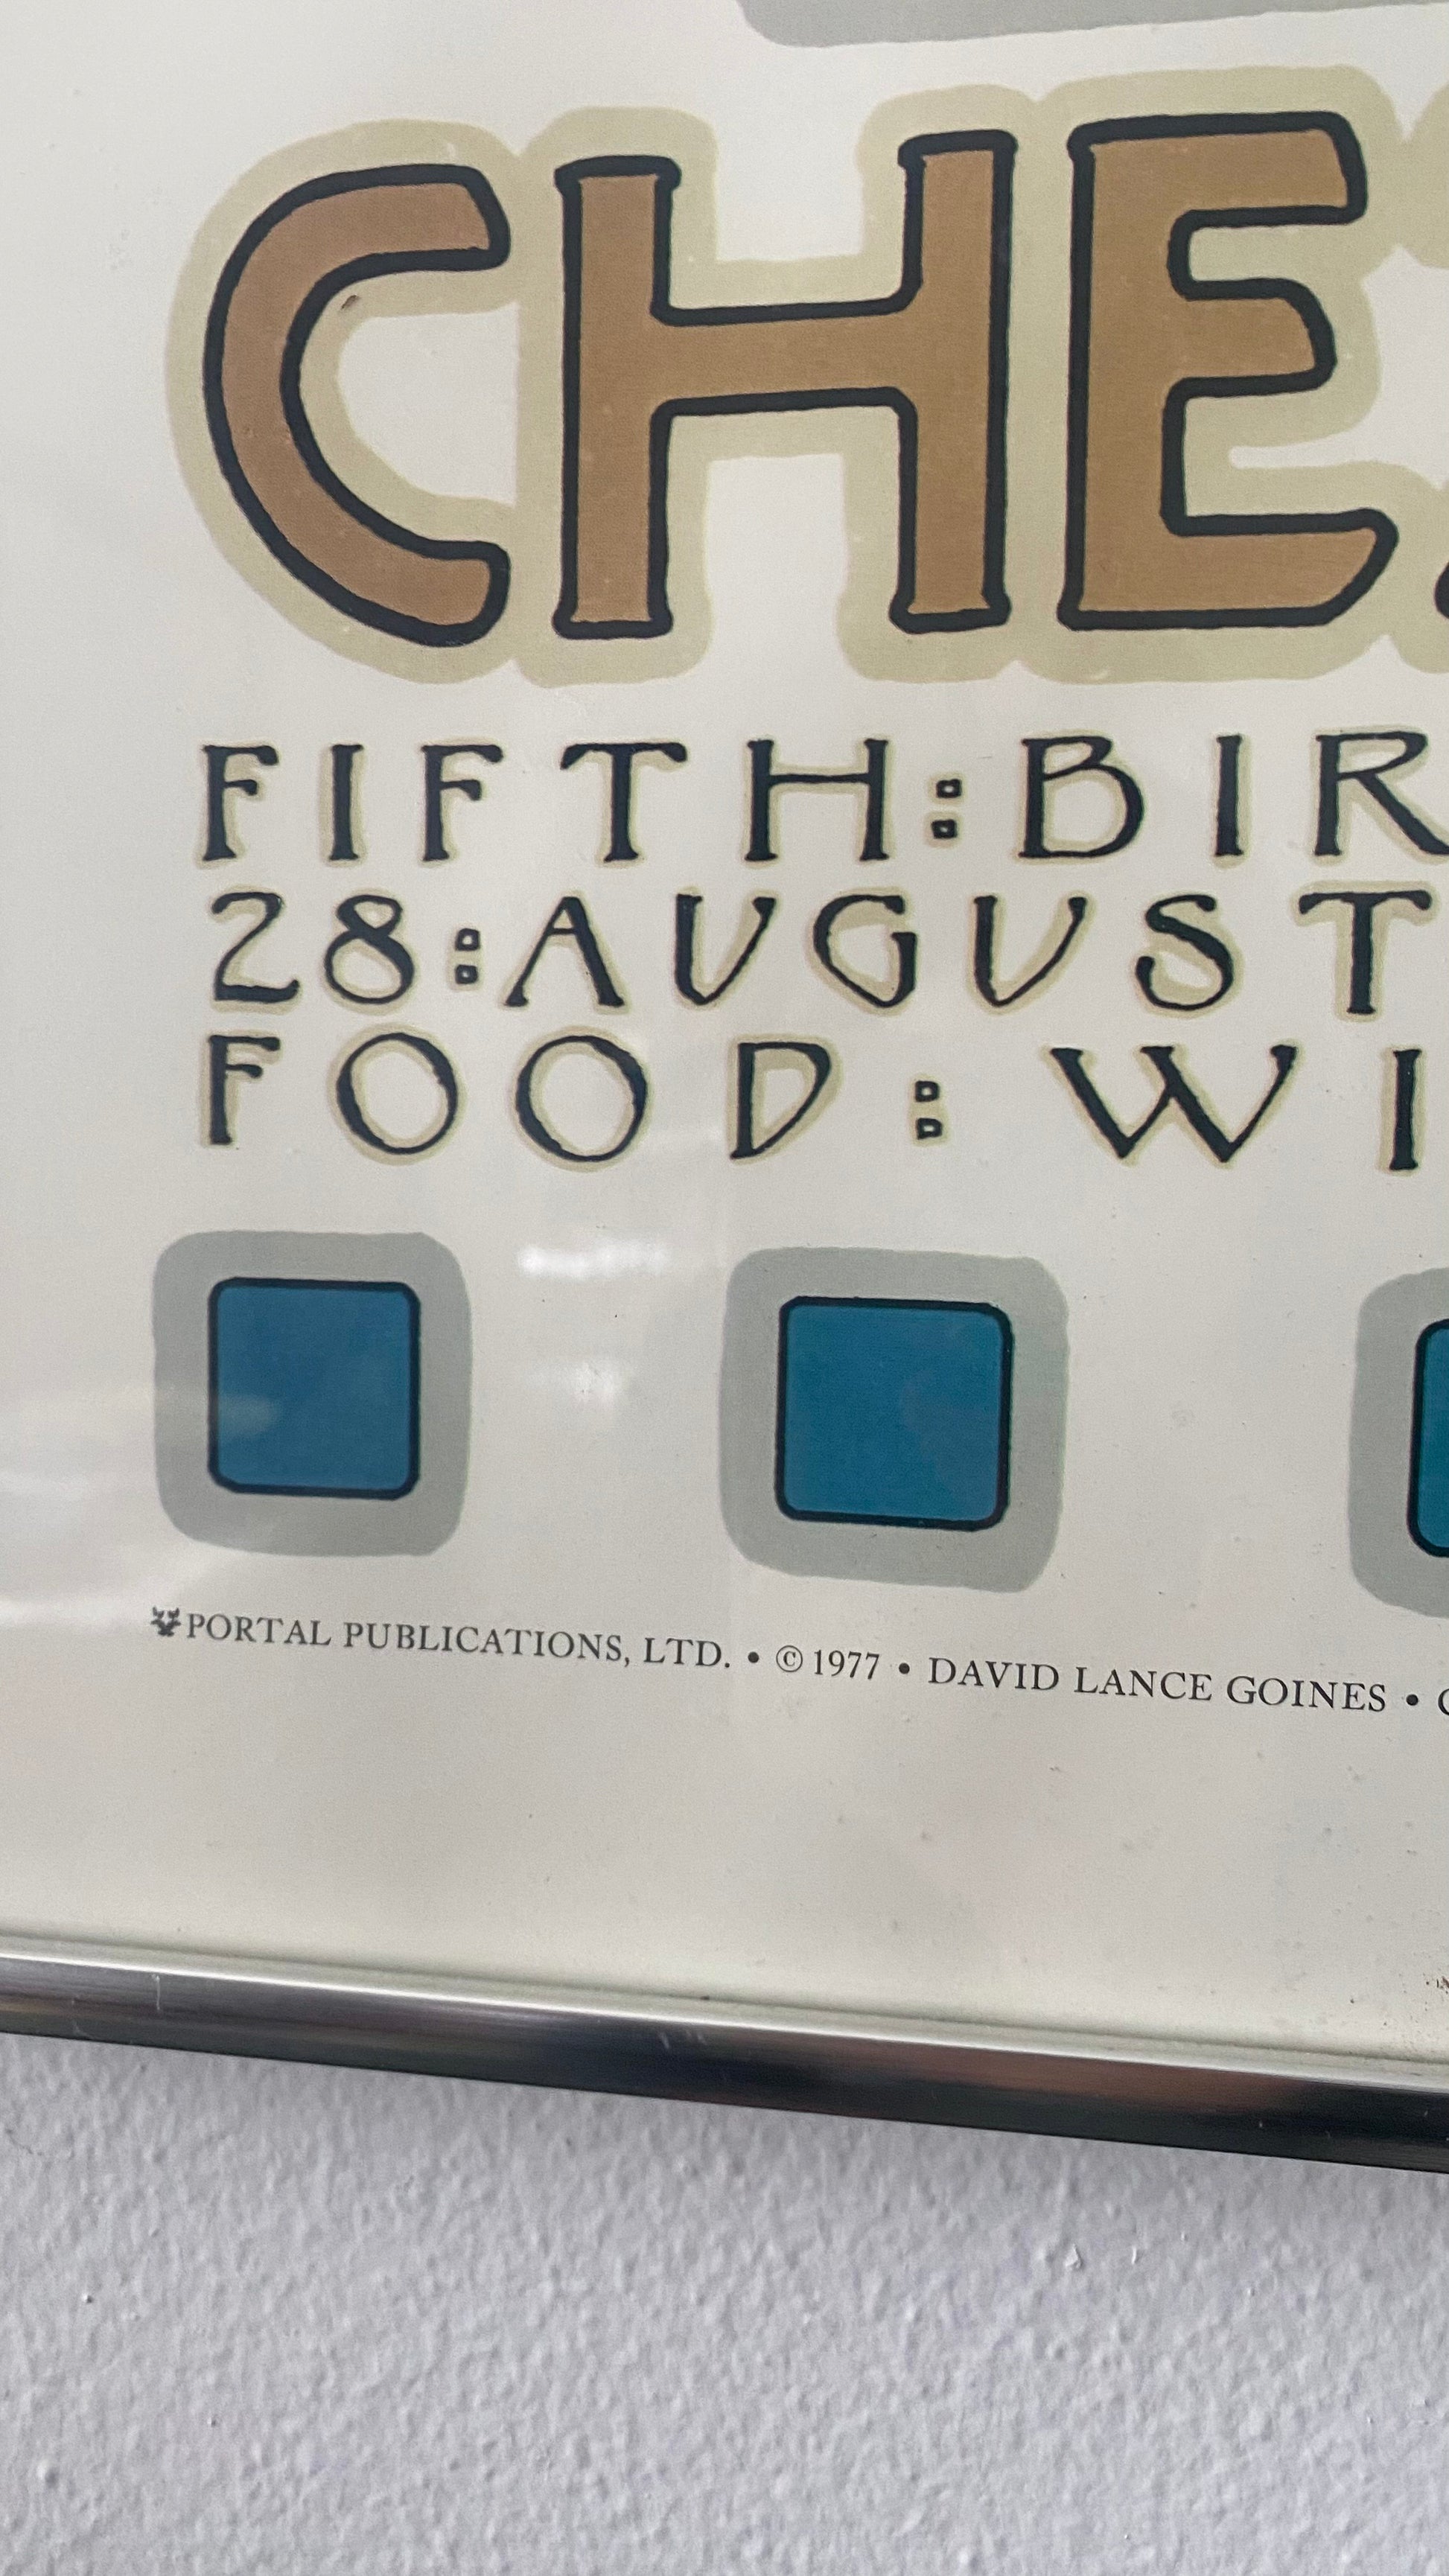 CHE
FIFTH:BIR
28:AUGUST
FOOD: WI
PORTAL PUBLICATIONS, LTD. • ©1977 • DAVID LANCE GOINES •